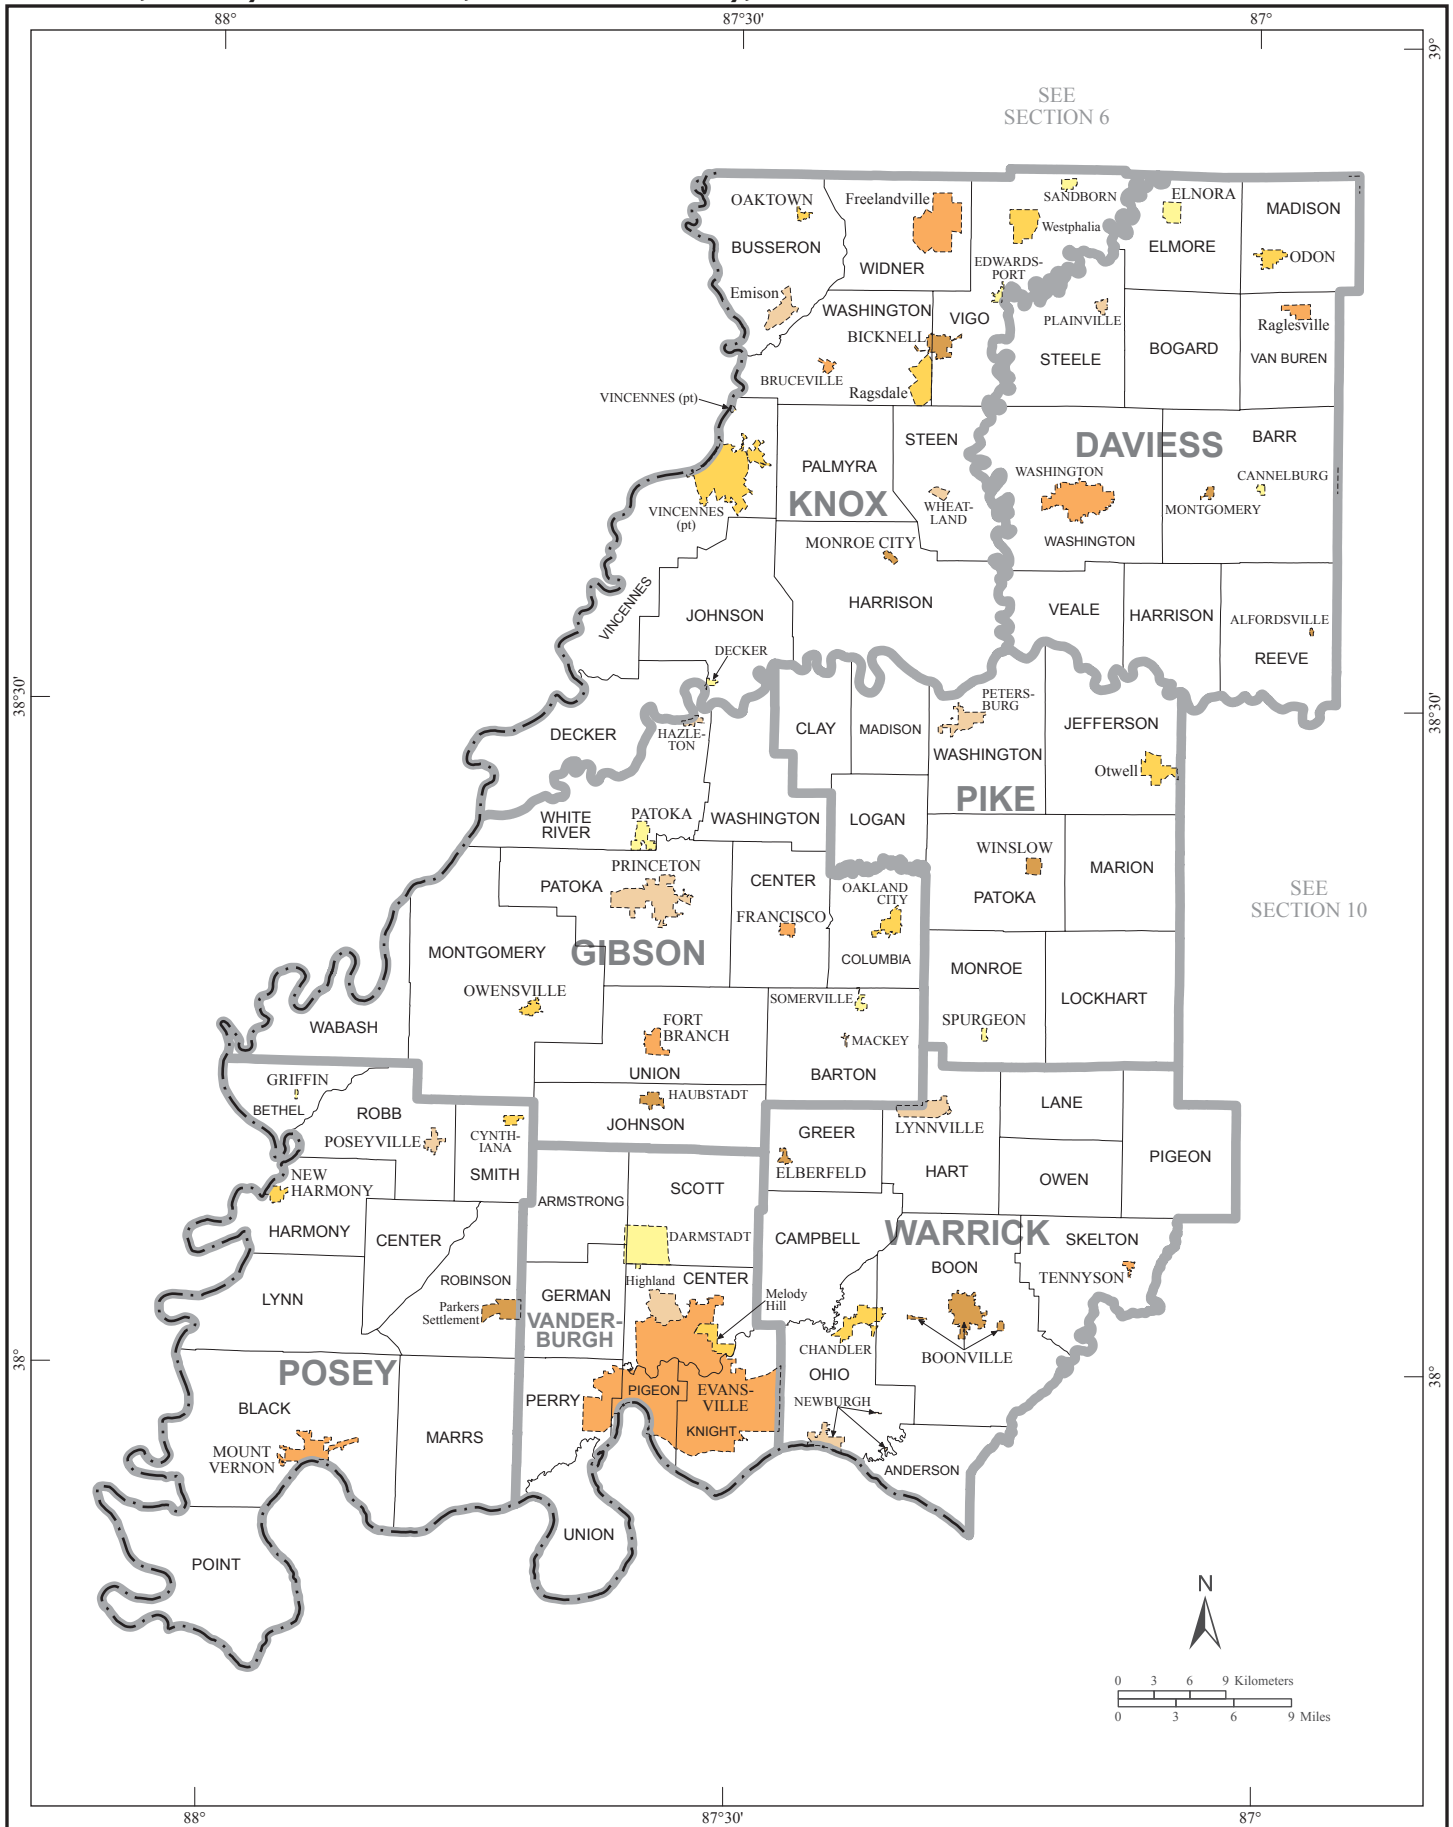 88°
87°30'
87°
39°
SEE
SECTION 6
OAKTOWN
Freelandville
SANDBORN
ELNORA
MADISON
BUSSERON
Westphalia
ELMORE
WIDNER
EDWARDS-
PORT
ODON
Emison
WASHINGTON
VIGO
PLAINVILLE
Raglesville
BICKNELL
STEELE
BOGARD
VAN BUREN
BRUCEVILLE
Ragsdale
VINCENNES (pt)
STEEN
DAVIESS
BARR
PALMYRA
WASHINGTON
CANNELBURG
KNOX
WHEAT-
LAND
MONTGOMERY
VINCENNES
(pt)
MONROE CITY
WASHINGTON
VINCENNES
JOHNSON
HARRISON
VEALE
HARRISON
ALFORDSVILLE
DECKER
REEVE
38°30'
38°30'
PETERS-
BURG
DECKER
HAZLE-
TON
CLAY
MADISON
JEFFERSON
WASHINGTON
Otwell
PIKE
WHITE
RIVER
PATOKA
WASHINGTON
LOGAN
WINSLOW
PRINCETON
PATOKA
CENTER
OAKLAND
CITY
MARION
PATOKA
SEE
SECTION 10
FRANCISCO
MONTGOMERY
GIBSON
COLUMBIA
MONROE
OWENSVILLE
SOMERVILLE
LOCKHART
WABASH
FORT
BRANCH
SPURGEON
MACKEY
UNION
BARTON
GRIFFIN
BETHEL
ROBB
HAUBSTADT
LANE
POSEYVILLE
CYNTH-
IANA
JOHNSON
GREER
LYNNVILLE
PIGEON
NEW
HARMONY
SMITH
ELBERFELD
HART
OWEN
ARMSTRONG
SCOTT
HARMONY
CENTER
DARMSTADT
CAMPBELL
WARRICK
SKELTON
ROBINSON
Highland
CENTER
BOON
TENNYSON
LYNN
GERMAN
Parkers
Settlement
Melody
Hill
VANDER-
BURGH
CHANDLER
BOONVILLE
38°
38°
POSEY
OHIO
PERRY
PIGEON
EVANS-
VILLE
NEWBURGH
BLACK
MARRS
KNIGHT
MOUNT
VERNON
ANDERSON
UNION
POINT
N
0 3 6 9 Kilometers
0 3 6 9 Miles
88°
87°30'
87°